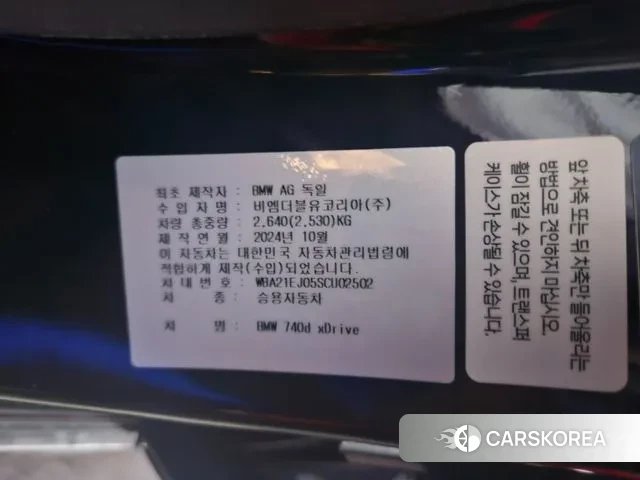 최초 제작자 : BMW AG 독일
수 입 자 명 : 비엠더블유코리아(주)
차량 총중량 : 2,640(2,530)KG
제 작 연 월 : 2024년 10월
이 자동차는 대한민국 자동차관리법령에
적합하게 제작(수입)되었습니다.
차 대 번 호 : WBA21EJ05SCU02502
차 종 : 승용자동차
차 명 : BMW 740d xDrive
앞 차축 또는 뒤 차축만 들어올리는
방법으로 견인하지 마십시오.
휠이 잠길 수 있으며, 트랜스퍼
케이스가 손상될 수 있습니다.
CARSKOREA